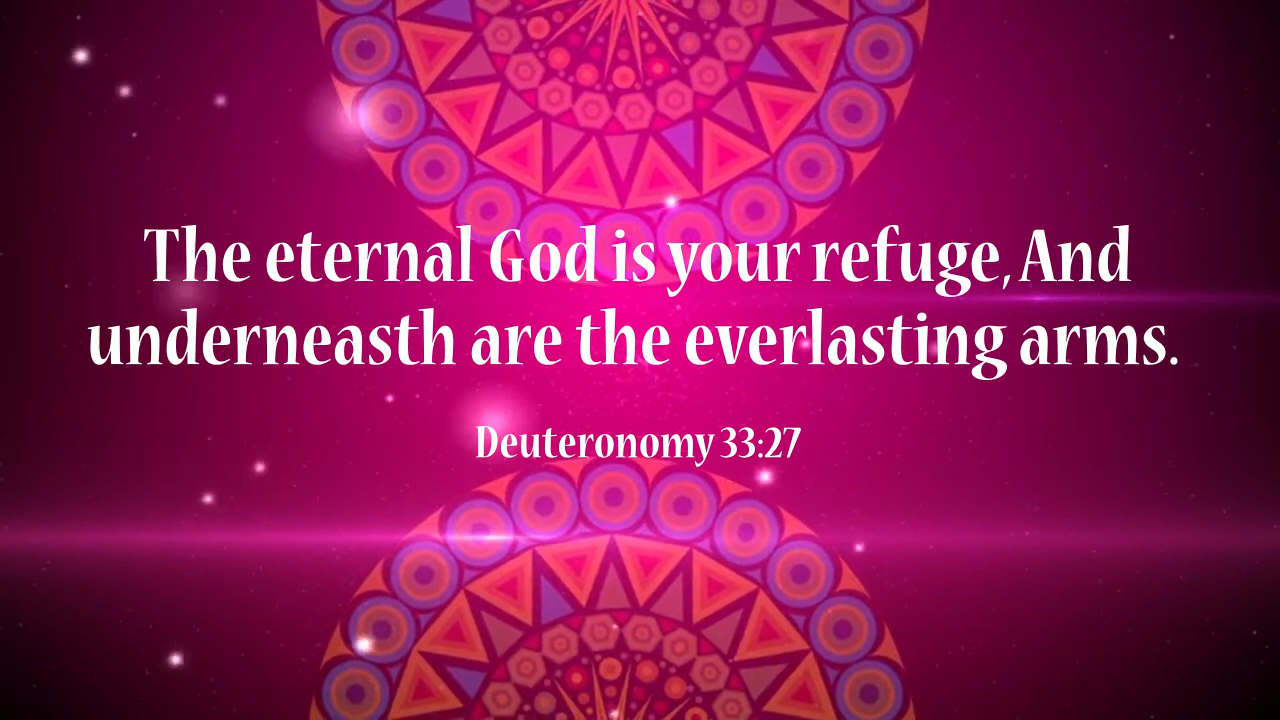 The eternal God is your refuge, And
underneasth are the everlasting arms.
Deuteronomy 33:27